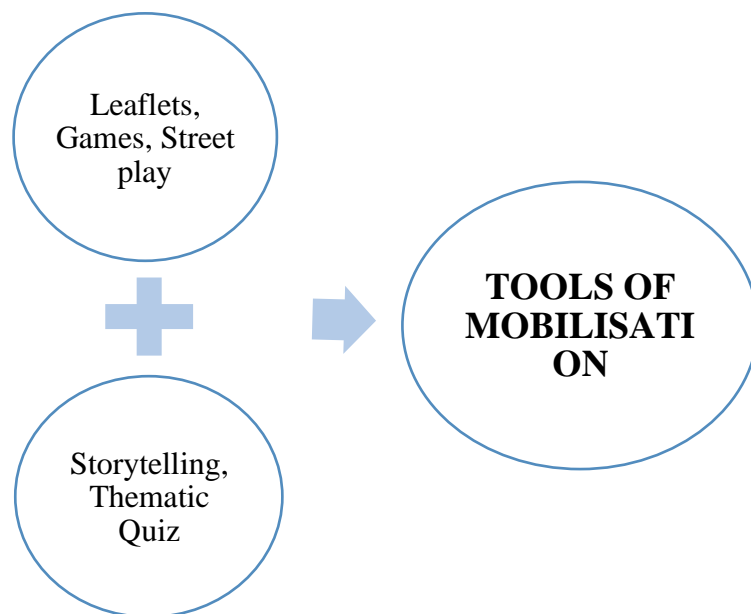 Leaflets,
Games, Street
play
Storytelling,
Thematic
Quiz
TOOLS OF
MOBILISATI
ON